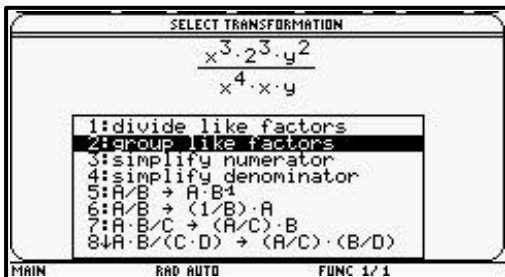 SELECT TRANSFORMATION
x³·2³·y²
x⁴·x·y
1:divide like factors
2:group like factors
3:simplify numerator
4:simplify denominator
5:A/B → A·B⁻¹
6:A/B → (1/B)·A
7:A·B/C → (A/C)·B
8↓A·B/(C·D) → (A/C)·(B/D)
MAIN RAD AUTO FUNC 1/1